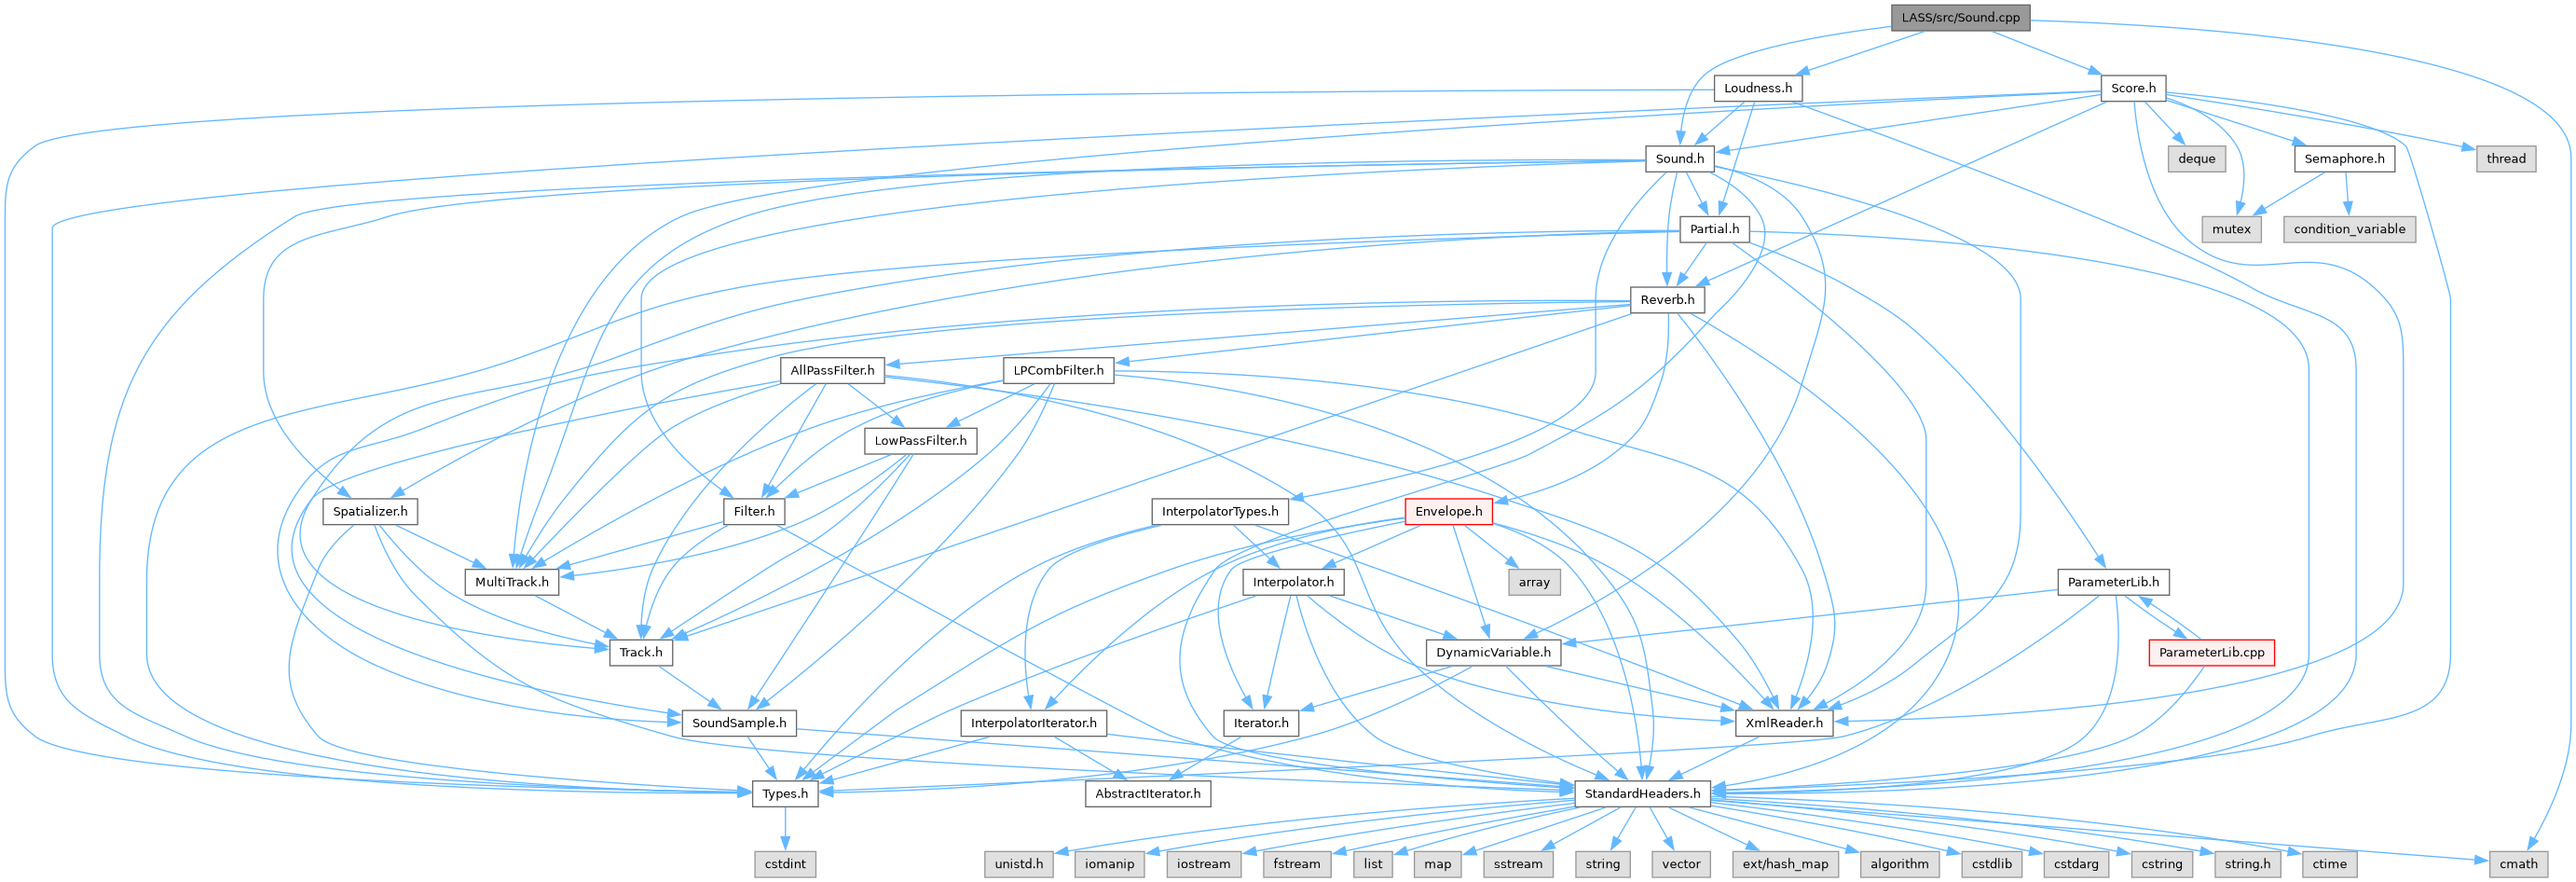 LASS/src/Sound.cpp
Loudness.h
Score.h
Sound.h
deque
Semaphore.h
thread
Partial.h
mutex
condition_variable
Reverb.h
AllPassFilter.h
LPCombFilter.h
LowPassFilter.h
Spatializer.h
Filter.h
InterpolatorTypes.h
Envelope.h
MultiTrack.h
Interpolator.h
array
ParameterLib.h
Track.h
DynamicVariable.h
ParameterLib.cpp
SoundSample.h
InterpolatorIterator.h
Iterator.h
XmlReader.h
Types.h
AbstractIterator.h
StandardHeaders.h
cstdint
unistd.h
iomanip
iostream
fstream
list
map
sstream
string
vector
ext/hash_map
algorithm
cstdlib
cstdarg
cstring
string.h
ctime
cmath